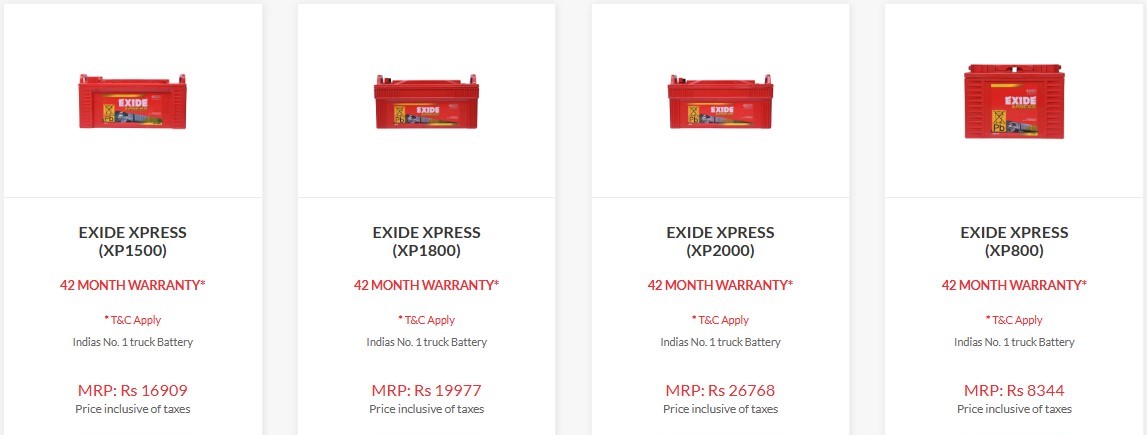 EXIDE
EXIDE XPRESS
(XP1500)
42 MONTH WARRANTY*
* T&C Apply
Indias No. 1 truck Battery
MRP: Rs 16909
Price inclusive of taxes
EXIDE
EXIDE XPRESS
(XP1800)
42 MONTH WARRANTY*
* T&C Apply
Indias No. 1 truck Battery
MRP: Rs 19977
Price inclusive of taxes
EXIDE
EXIDE XPRESS
(XP2000)
42 MONTH WARRANTY*
* T&C Apply
Indias No. 1 truck Battery
MRP: Rs 26768
Price inclusive of taxes
EXIDE
Pb
EXIDE XPRESS
(XP800)
42 MONTH WARRANTY*
* T&C Apply
Indias No. 1 truck Battery
MRP: Rs 8344
Price inclusive of taxes